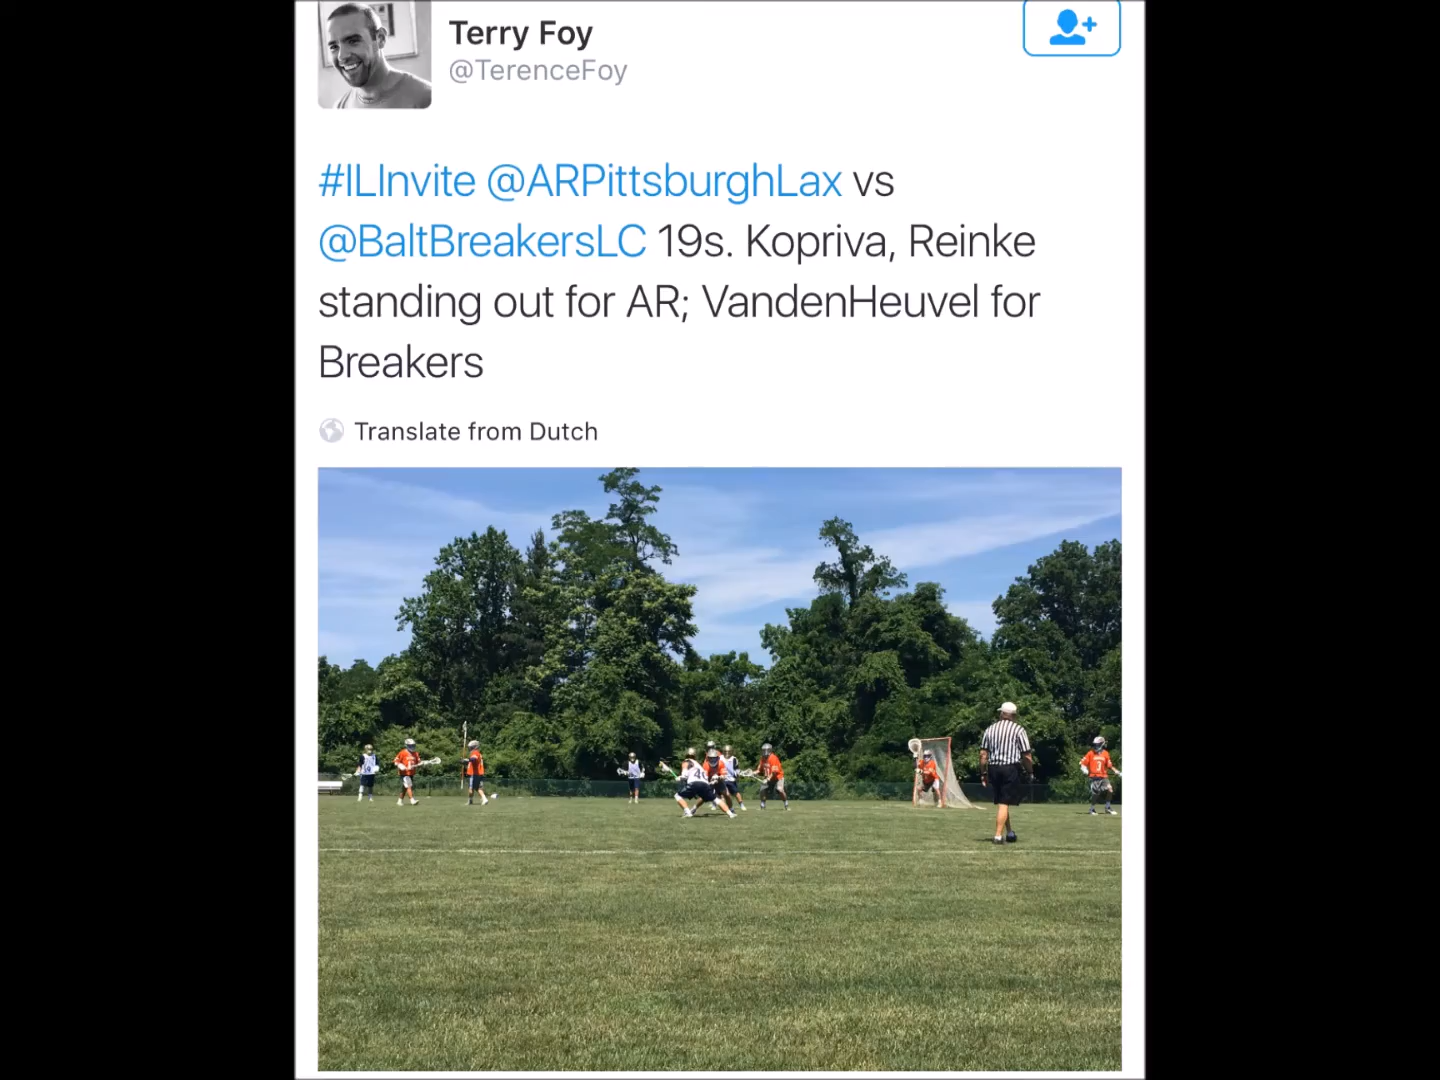 Terry Foy
@TerenceFoy
#ILInvite @ARPittsburghLax vs
@BaltBreakersLC 19s. Kopriva, Reinke
standing out for AR; VandenHeuvel for
Breakers
Translate from Dutch